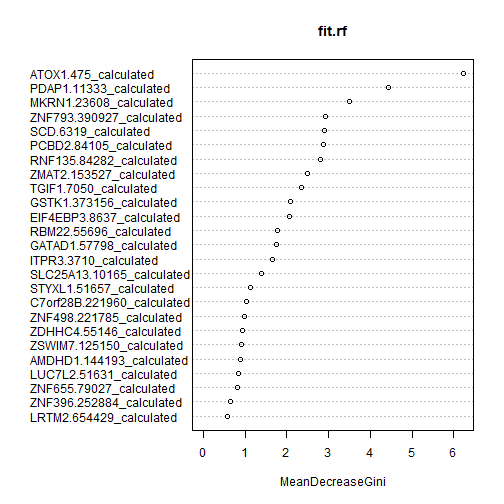 fit.rf
ATOX1.475_calculated
PDAP1.11333_calculated
MKRN1.23608_calculated
ZNF793.390927_calculated
SCD.6319_calculated
PCBD2.84105_calculated
RNF135.84282_calculated
ZMAT2.153527_calculated
TGIF1.7050_calculated
GSTK1.373156_calculated
EIF4EBP3.8637_calculated
RBM22.55696_calculated
GATAD1.57798_calculated
ITPR3.3710_calculated
SLC25A13.10165_calculated
STYXL1.51657_calculated
C7orf28B.221960_calculated
ZNF498.221785_calculated
ZDHHC4.55146_calculated
ZSWIM7.125150_calculated
AMDHD1.144193_calculated
LUC7L2.51631_calculated
ZNF655.79027_calculated
ZNF396.252884_calculated
LRTM2.654429_calculated
0 1 2 3 4 5 6
MeanDecreaseGini